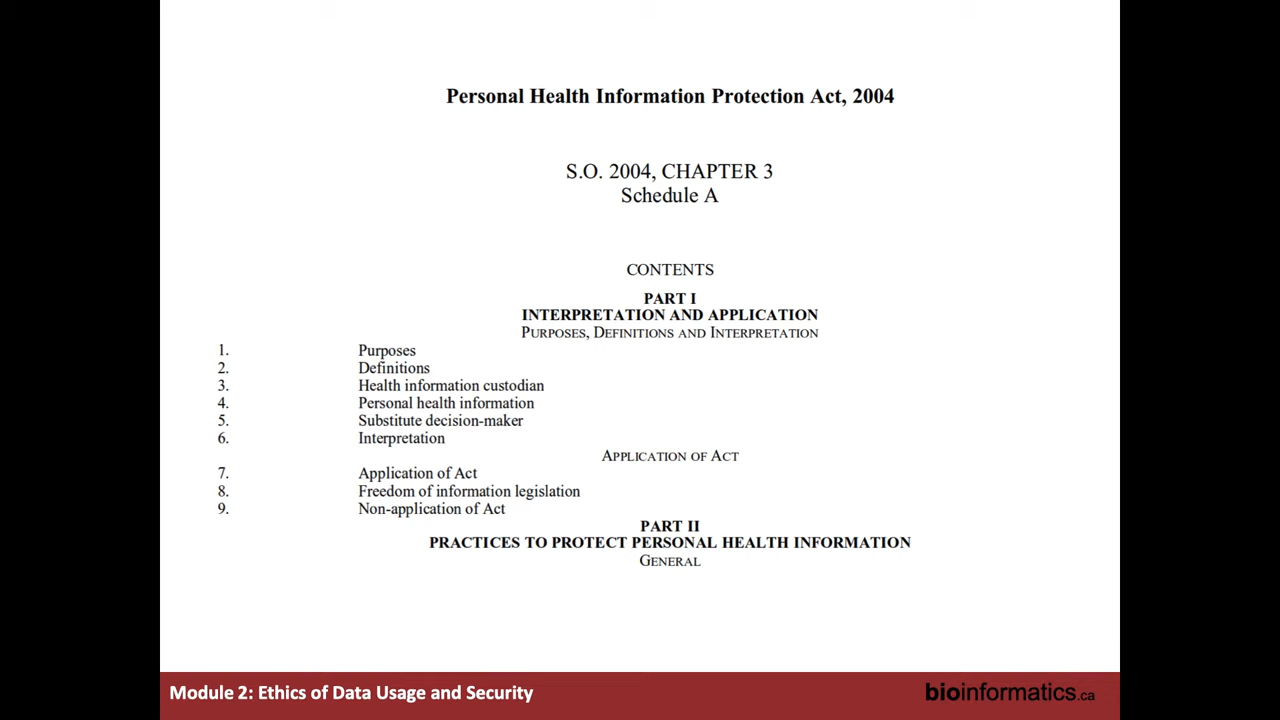 Personal Health Information Protection Act, 2004
S.O. 2004, CHAPTER 3
Schedule A
CONTENTS
PART I
INTERPRETATION AND APPLICATION
PURPOSES, DEFINITIONS AND INTERPRETATION
1. Purposes
2. Definitions
3. Health information custodian
4. Personal health information
5. Substitute decision-maker
6. Interpretation
APPLICATION OF ACT
7. Application of Act
8. Freedom of information legislation
9. Non-application of Act
PART II
PRACTICES TO PROTECT PERSONAL HEALTH INFORMATION
GENERAL
Module 2: Ethics of Data Usage and Security
bioinformatics.ca